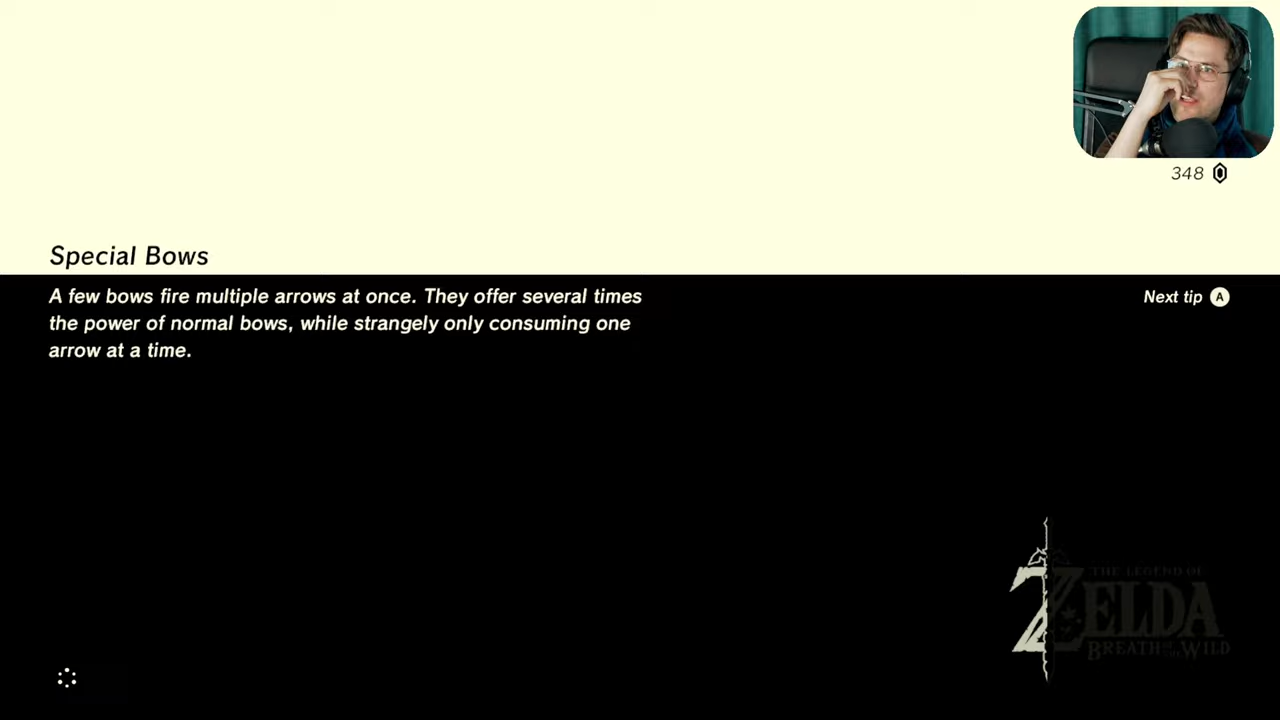 348
Special Bows
A few bows fire multiple arrows at once. They offer several times
the power of normal bows, while strangely only consuming one
arrow at a time.
Next tip A
THE LEGEND OF
ZELDA
BREATH OF THE WILD